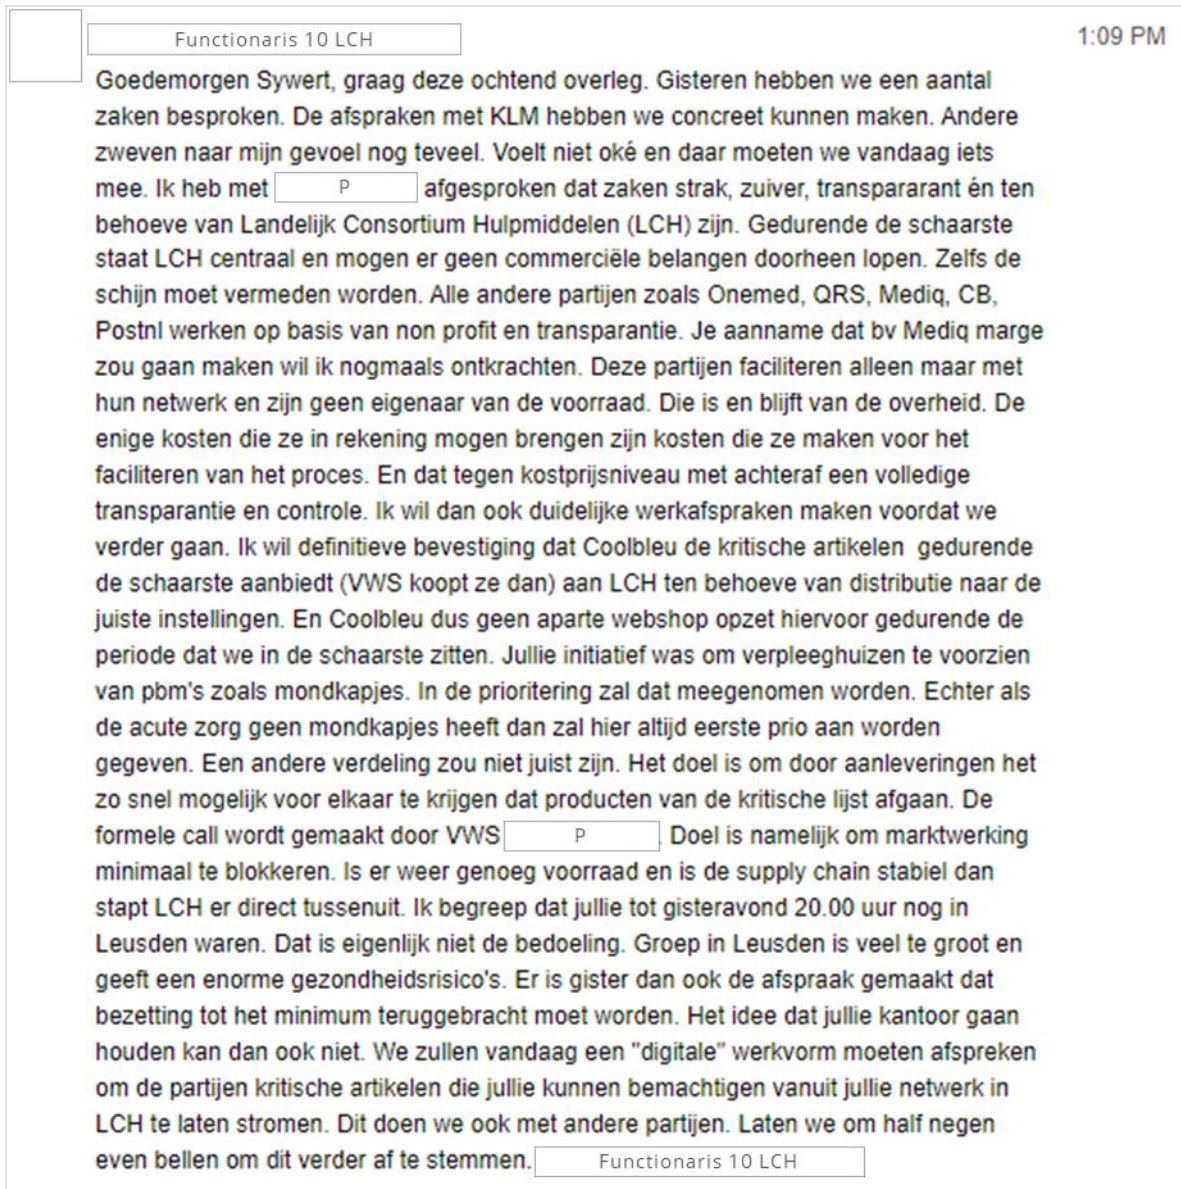 Functionaris 10 LCH 1:09 PM
Goedemorgen Sywert, graag deze ochtend overleg. Gisteren hebben we een aantal
zaken besproken. De afspraken met KLM hebben we concreet kunnen maken. Andere
zweven naar mijn gevoel nog teveel. Voelt niet oké en daar moeten we vandaag iets
mee. Ik heb met P afgesproken dat zaken strak, zuiver, transpararant én ten
behoeve van Landelijk Consortium Hulpmiddelen (LCH) zijn. Gedurende de schaarste
staat LCH centraal en mogen er geen commerciële belangen doorheen lopen. Zelfs de
schijn moet vermeden worden. Alle andere partijen zoals Onemed, QRS, Mediq, CB,
Postnl werken op basis van non profit en transparantie. Je aanname dat bv Mediq marge
zou gaan maken wil ik nogmaals ontkrachten. Deze partijen faciliteren alleen maar met
hun netwerk en zijn geen eigenaar van de voorraad. Die is en blijft van de overheid. De
enige kosten die ze in rekening mogen brengen zijn kosten die ze maken voor het
faciliteren van het proces. En dat tegen kostprijsniveau met achteraf een volledige
transparantie en controle. Ik wil dan ook duidelijke werkafspraken maken voordat we
verder gaan. Ik wil definitieve bevestiging dat Coolbleu de kritische artikelen gedurende
de schaarste aanbiedt (VWS koopt ze dan) aan LCH ten behoeve van distributie naar de
juiste instellingen. En Coolbleu dus geen aparte webshop opzet hiervoor gedurende de
periode dat we in de schaarste zitten. Jullie initiatief was om verpleeghuizen te voorzien
van pbm's zoals mondkapjes. In de prioritering zal dat meegenomen worden. Echter als
de acute zorg geen mondkapjes heeft dan zal hier altijd eerste prio aan worden
gegeven. Een andere verdeling zou niet juist zijn. Het doel is om door aanleveringen het
zo snel mogelijk voor elkaar te krijgen dat producten van de kritische lijst afgaan. De
formele call wordt gemaakt door VWS P . Doel is namelijk om marktwerking
minimaal te blokkeren. Is er weer genoeg voorraad en is de supply chain stabiel dan
stapt LCH er direct tussenuit. Ik begreep dat jullie tot gisteravond 20.00 uur nog in
Leusden waren. Dat is eigenlijk niet de bedoeling. Groep in Leusden is veel te groot en
geeft een enorme gezondheidsrisico's. Er is gister dan ook de afspraak gemaakt dat
bezetting tot het minimum teruggebracht moet worden. Het idee dat jullie kantoor gaan
houden kan dan ook niet. We zullen vandaag een "digitale" werkvorm moeten afspreken
om de partijen kritische artikelen die jullie kunnen bemachtigen vanuit jullie netwerk in
LCH te laten stromen. Dit doen we ook met andere partijen. Laten we om half negen
even bellen om dit verder af te stemmen. Functionaris 10 LCH